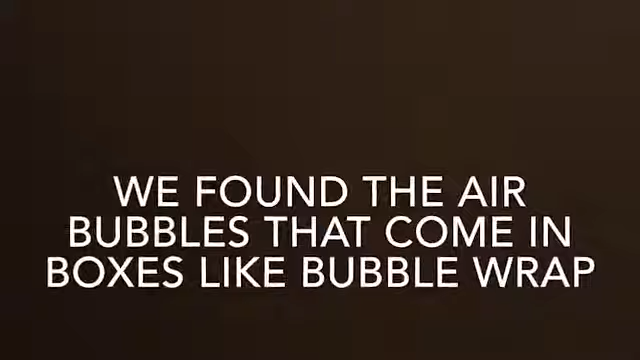 WE FOUND THE AIR
BUBBLES THAT COME IN
BOXES LIKE BUBBLE WRAP